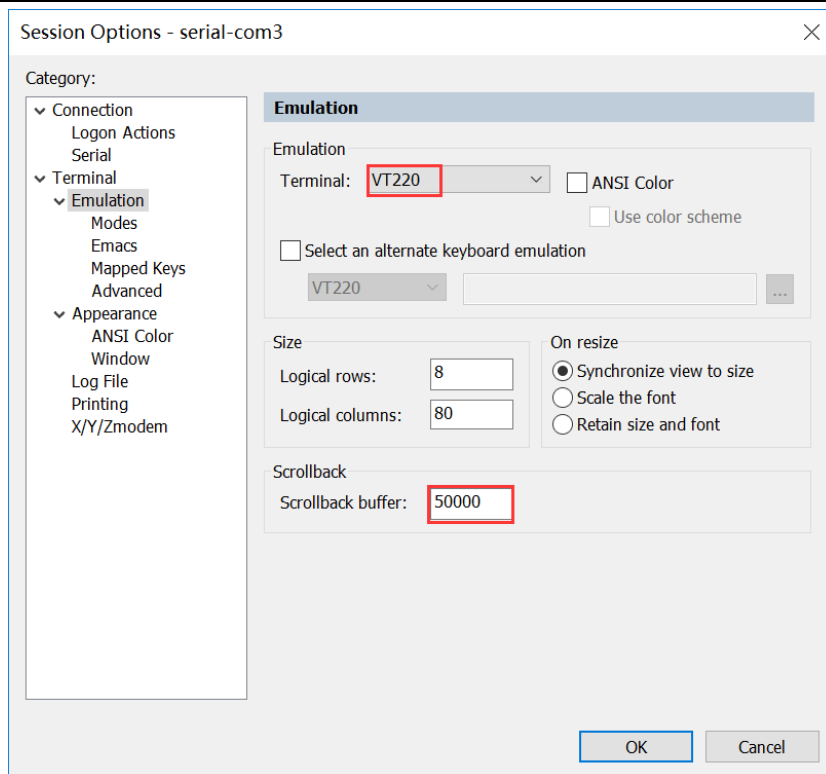 Session Options - serial-com3
Category:
Connection
Logon Actions
Serial
Terminal
Emulation
Modes
Emacs
Mapped Keys
Advanced
Appearance
ANSI Color
Window
Log File
Printing
X/Y/Zmodem
Emulation
Emulation
Terminal: VT220 ANSI Color
Use color scheme
Select an alternate keyboard emulation
VT220 ...
Size
Logical rows: 8
Logical columns: 80
On resize
Synchronize view to size
Scale the font
Retain size and font
Scrollback
Scrollback buffer: 50000
OK Cancel